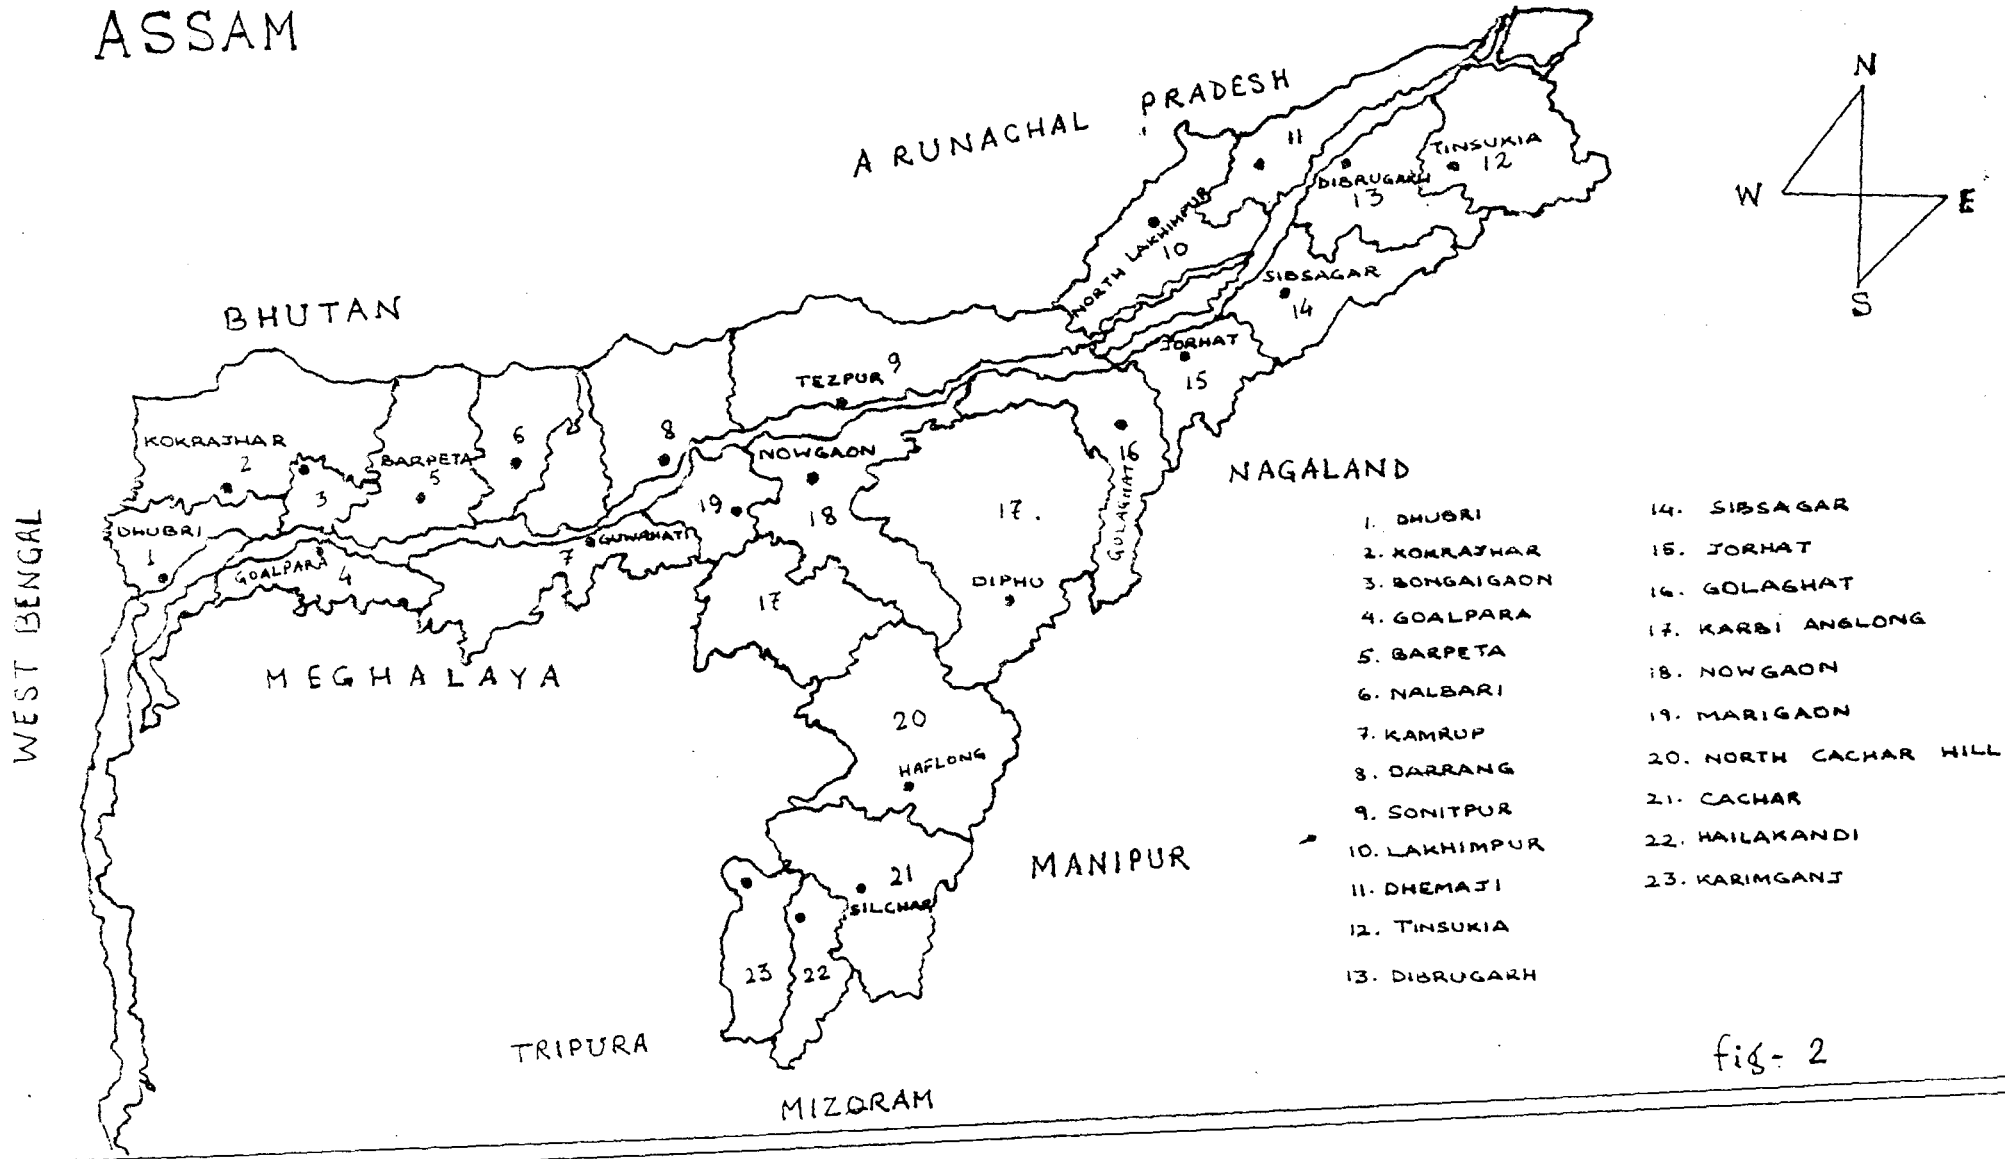 ASSAM
ARUNACHAL PRADESH
BHUTAN
WEST BENGAL
MEGHALAYA
NAGALAND
MANIPUR
TRIPURA
MIZORAM
N
W
E
S
KOKRAJHAR
2
3
DHUBRI
1
GOALPARA 4
BARPETA
5
6
7
GUWAHATI
8
TEZPUR
9
NORTH LAKHIMPUR
10
11
TINSUKIA
12
DIBRUGARH
13
SIBSAGAR
14
JORHAT
15
16
GOLAGHAT
17.
DIPHU
17
NOWGAON
18
19
20
HAFLONG
21
SILCHAR
22
23
1. DHUBRI
2. KOKRAJHAR
3. BONGAIGAON
4. GOALPARA
5. BARPETA
6. NALBARI
7. KAMRUP
8. DARRANG
9. SONITPUR
10. LAKHIMPUR
11. DHEMAJI
12. TINSUKIA
13. DIBRUGARH
14. SIBSAGAR
15. JORHAT
16. GOLAGHAT
17. KARBI ANGLONG
18. NOWGAON
19. MARIGAON
20. NORTH CACHAR HILL
21. CACHAR
22. HAILAKANDI
23. KARIMGANJ
fig- 2